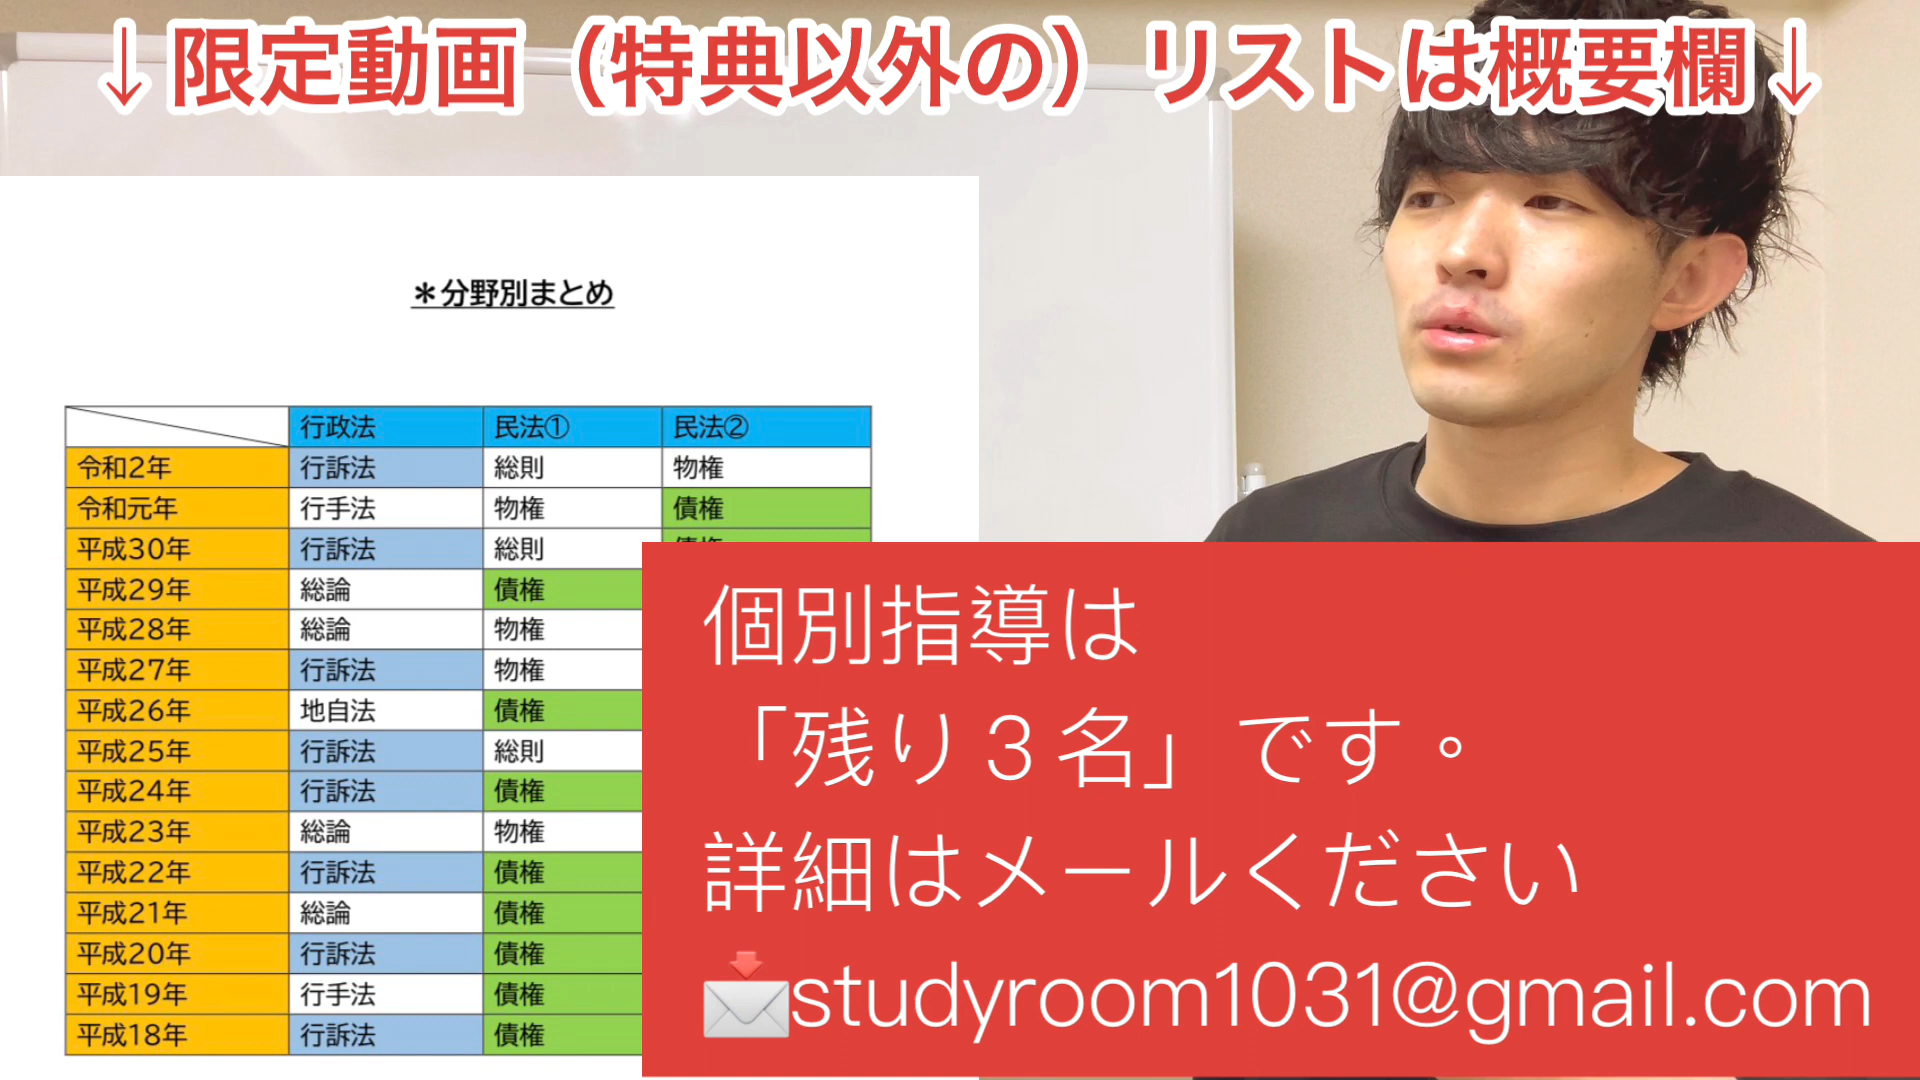 ↓限定動画（特典以外の）リストは概要欄↓
＊分野別まとめ
行政法 民法① 民法②
令和2年 行訴法 総則 物権
令和元年 行手法 物権 債権
平成30年 行訴法 総則
平成29年 総論 債権
平成28年 総論 物権
平成27年 行訴法 物権
平成26年 地自法 債権
平成25年 行訴法 総則
平成24年 行訴法 債権
平成23年 総論 物権
平成22年 行訴法 債権
平成21年 総論 債権
平成20年 行訴法 債権
平成19年 行手法 債権
平成18年 行訴法 債権
個別指導は
「残り３名」です。
詳細はメールください
📩studyroom1031@gmail.com